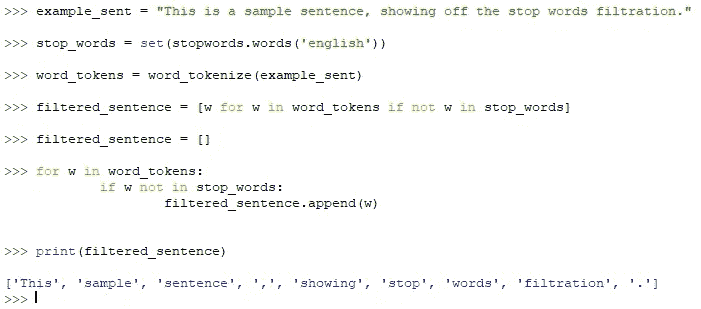 >>> example_sent = "This is a sample sentence, showing off the stop words filtration."
>>> stop_words = set(stopwords.words('english'))
>>> word_tokens = word_tokenize(example_sent)
>>> filtered_sentence = [w for w in word_tokens if not w in stop_words]
>>> filtered_sentence = []
>>> for w in word_tokens:
            if w not in stop_words:
                    filtered_sentence.append(w)
>>> print(filtered_sentence)
['This', 'sample', 'sentence', ',', 'showing', 'stop', 'words', 'filtration', '.']
>>>